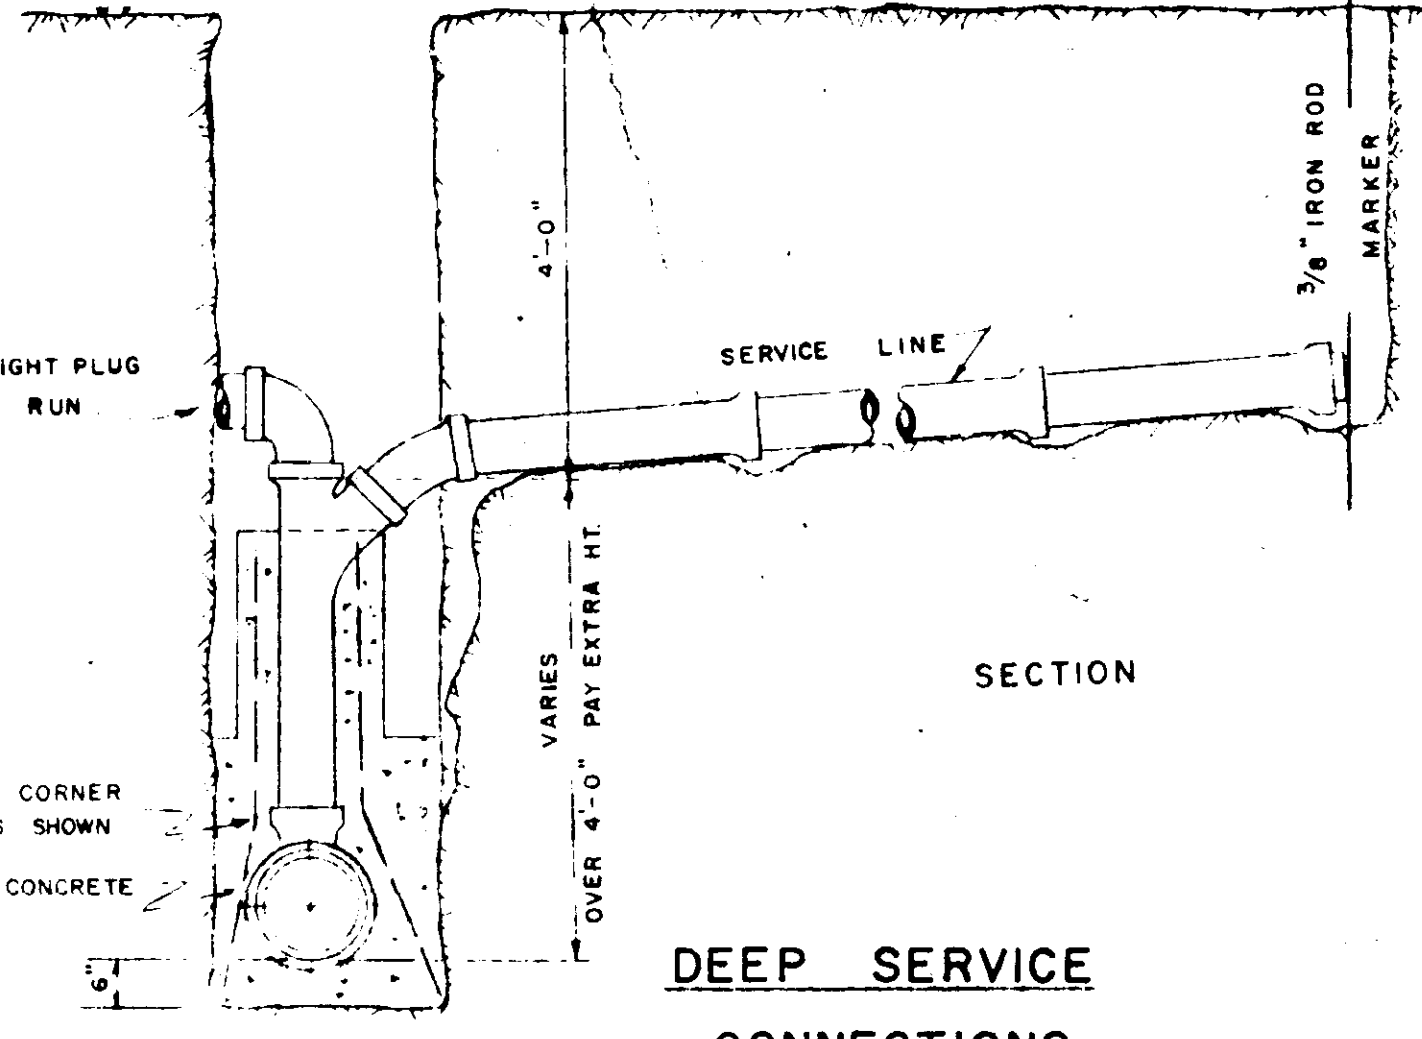 3/8" IRON ROD
MARKER
4'-0"
SERVICE LINE
IGHT PLUG
RUN
VARIES
OVER 4'-0" PAY EXTRA HT.
SECTION
CORNER
S SHOWN
CONCRETE
6"
DEEP SERVICE
CONNECTIONS